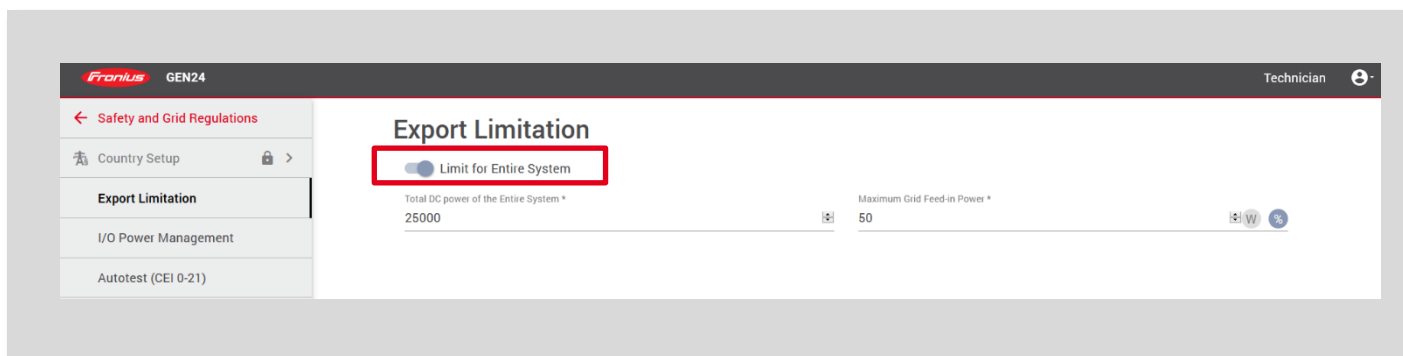 Fronius GEN24 Technician
Safety and Grid Regulations
Country Setup
Export Limitation
I/O Power Management
Autotest (CEI 0-21)
Export Limitation
Limit for Entire System
Total DC power of the Entire System * Maximum Grid Feed-in Power *
25000 50 W %